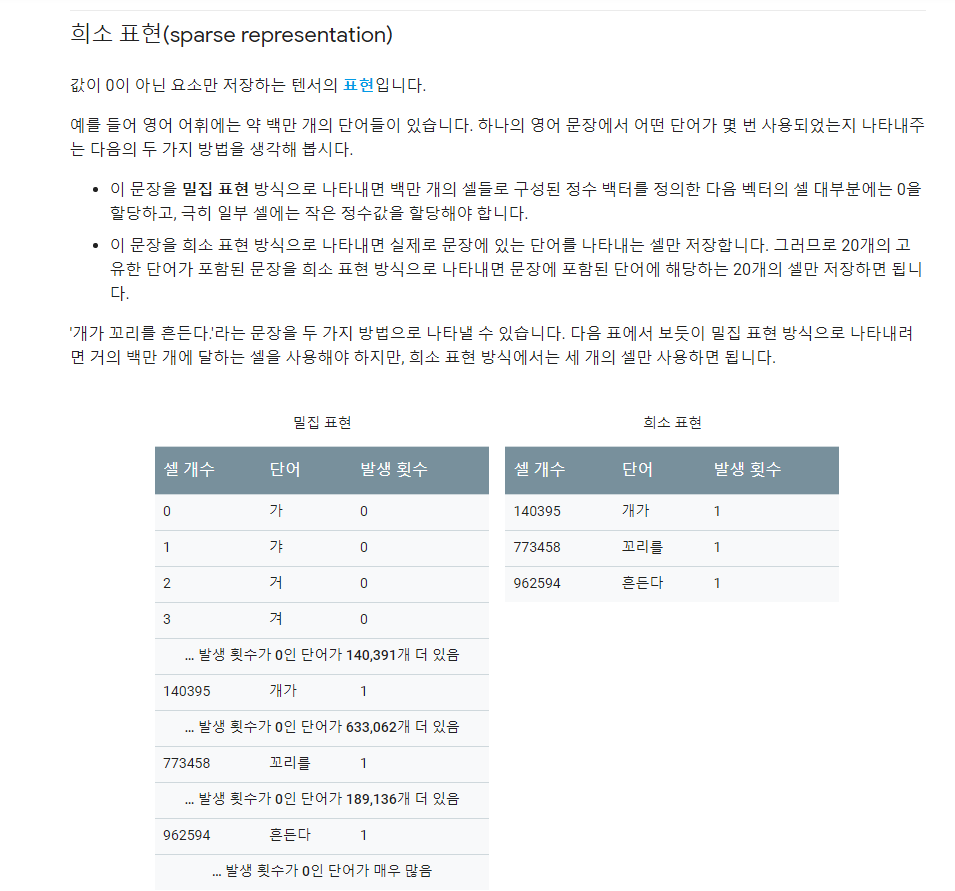 희소 표현(sparse representation)
값이 0이 아닌 요소만 저장하는 텐서의 표현입니다.
예를 들어 영어 어휘에는 약 백만 개의 단어들이 있습니다. 하나의 영어 문장에서 어떤 단어가 몇 번 사용되었는지 나타내주
는 다음의 두 가지 방법을 생각해 봅시다.
• 이 문장을 밀집 표현 방식으로 나타내면 백만 개의 셀들로 구성된 정수 백터를 정의한 다음 벡터의 셀 대부분에는 0을
할당하고, 극히 일부 셀에는 작은 정수값을 할당해야 합니다.
• 이 문장을 희소 표현 방식으로 나타내면 실제로 문장에 있는 단어를 나타내는 셀만 저장합니다. 그러므로 20개의 고
유한 단어가 포함된 문장을 희소 표현 방식으로 나타내면 문장에 포함된 단어에 해당하는 20개의 셀만 저장하면 됩니
다.
'개가 꼬리를 흔든다.'라는 문장을 두 가지 방법으로 나타낼 수 있습니다. 다음 표에서 보듯이 밀집 표현 방식으로 나타내려
면 거의 백만 개에 달하는 셀을 사용해야 하지만, 희소 표현 방식에서는 세 개의 셀만 사용하면 됩니다.
밀집 표현
셀 개수 단어 발생 횟수
0 가 0
1 갸 0
2 거 0
3 겨 0
... 발생 횟수가 0인 단어가 140,391개 더 있음
140395 개가 1
... 발생 횟수가 0인 단어가 633,062개 더 있음
773458 꼬리를 1
... 발생 횟수가 0인 단어가 189,136개 더 있음
962594 흔든다 1
... 발생 횟수가 0인 단어가 매우 많음
희소 표현
셀 개수 단어 발생 횟수
140395 개가 1
773458 꼬리를 1
962594 흔든다 1